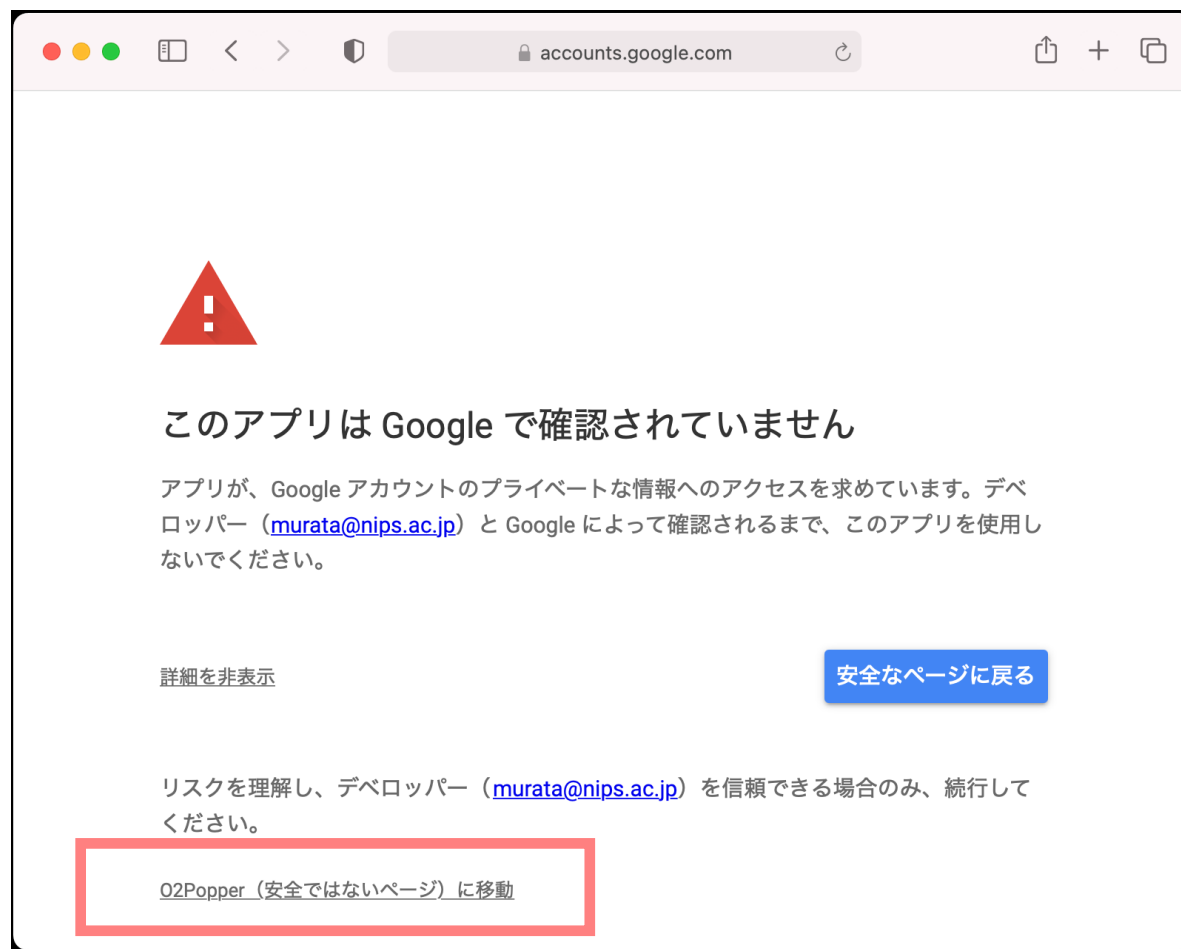 accounts.google.com
このアプリは Google で確認されていません
アプリが、Google アカウントのプライベートな情報へのアクセスを求めています。デベ
ロッパー（murata@nips.ac.jp）と Google によって確認されるまで、このアプリを使用し
ないでください。
詳細を非表示
安全なページに戻る
リスクを理解し、デベロッパー（murata@nips.ac.jp）を信頼できる場合のみ、続行して
ください。
O2Popper（安全ではないページ）に移動